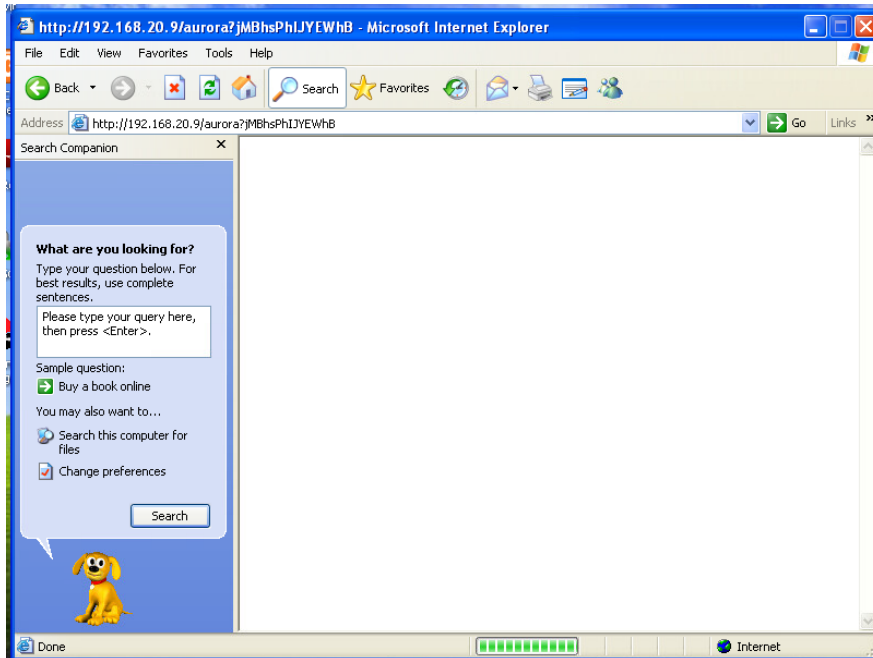 http://192.168.20.9/aurora?jMBhsPhIJYEWhB - Microsoft Internet Explorer
File Edit View Favorites Tools Help
Back Search Favorites
Address http://192.168.20.9/aurora?jMBhsPhIJYEWhB Go Links »
Search Companion X
What are you looking for?
Type your question below. For
best results, use complete
sentences.
Please type your query here,
then press <Enter>.
Sample question:
Buy a book online
You may also want to...
Search this computer for
files
Change preferences
Search
Done Internet